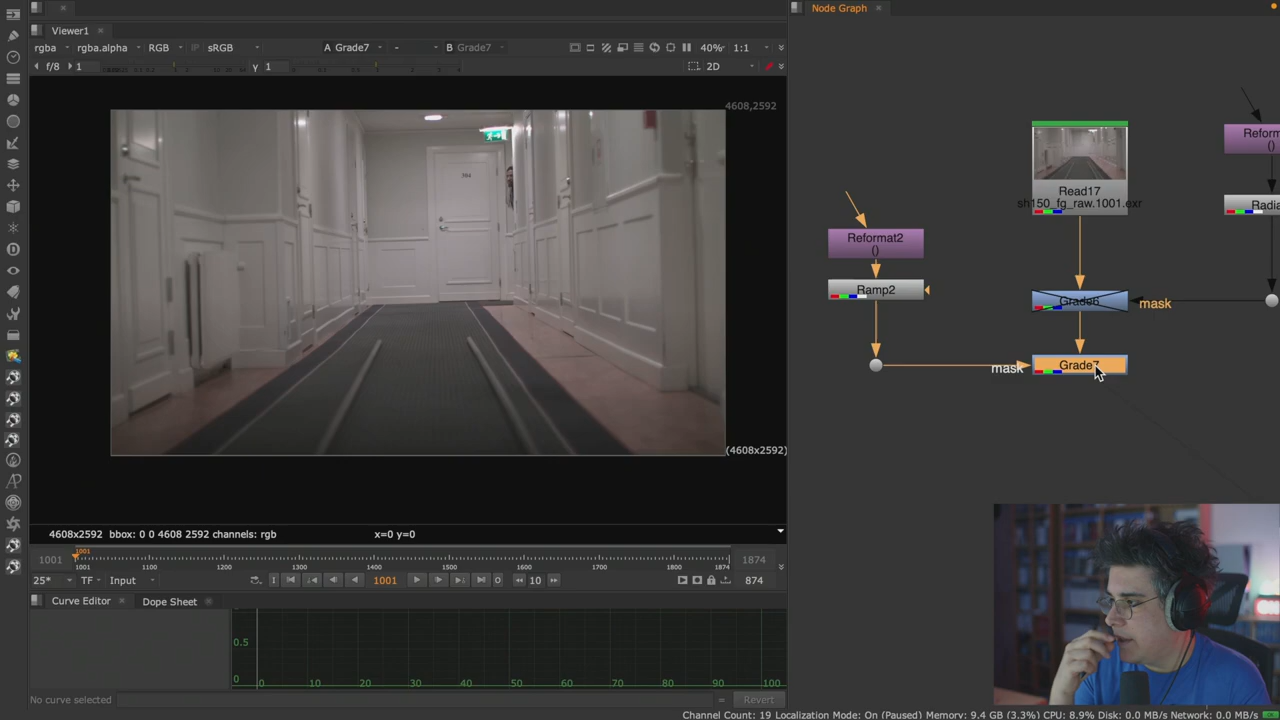 Viewer1
rgba
rgba.alpha
RGB
IP
sRGB
A Grade7
-
B Grade7
40%
1:1
f/8
1
γ 1
2D
4608,2592
304
(4608x2592)
4608x2592 bbox: 0 0 4608 2592 channels: rgb
x=0 y=0
1001
1001
1001
1100
1200
1300
1400
1500
1600
1700
1800
1874
1874
25*
TF
Input
I
1001
O
10
874
Curve Editor
Dope Sheet
0.5
0
0
10
20
30
40
50
60
70
80
90
100
No curve selected
=
Revert
Node Graph
Read17
sh150_fg_raw.1001.exr
Reformat2
()
Ramp2
Grade6
mask
mask
Grade7
Reform
()
Radia
Channel Count: 19 Localization Mode: On (Paused) Memory: 9.4 GB (3.3%) CPU: 8.9% Disk: 0.0 MB/s Network: 0.0 MB/s